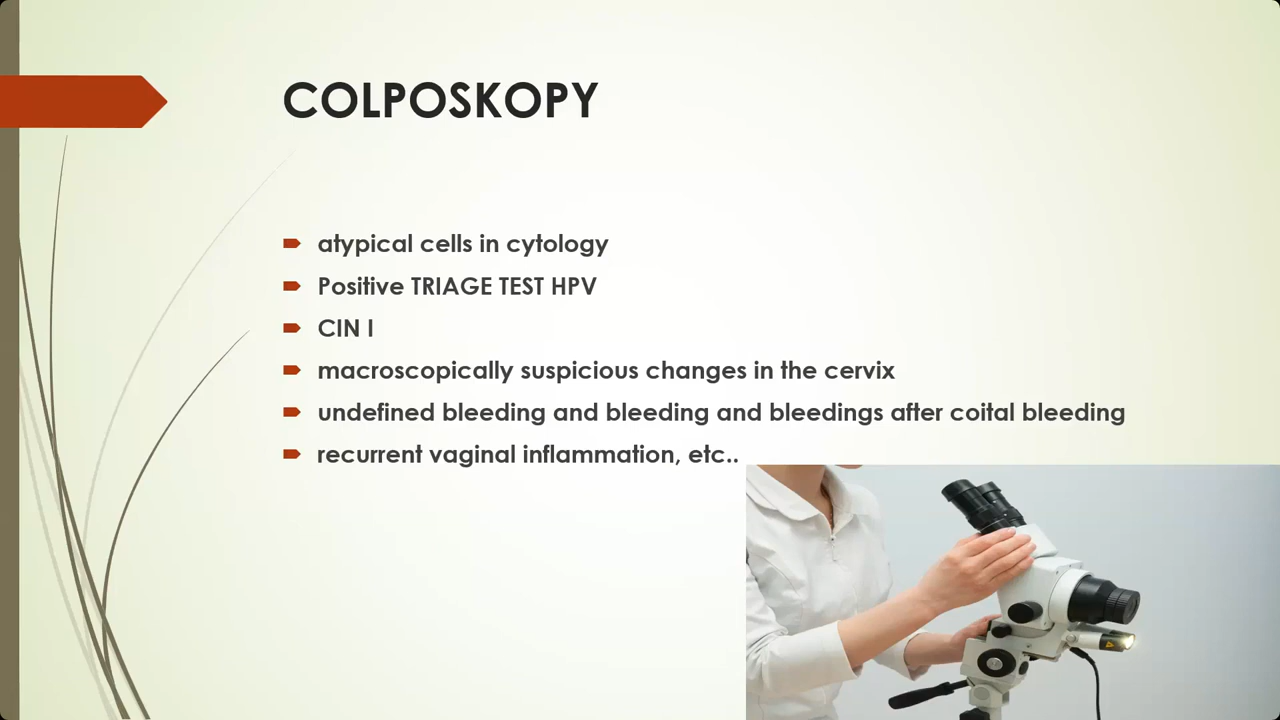 COLPOSKOPY
atypical cells in cytology
Positive TRIAGE TEST HPV
CIN I
macroscopically suspicious changes in the cervix
undefined bleeding and bleeding and bleedings after coital bleeding
recurrent vaginal inflammation, etc..